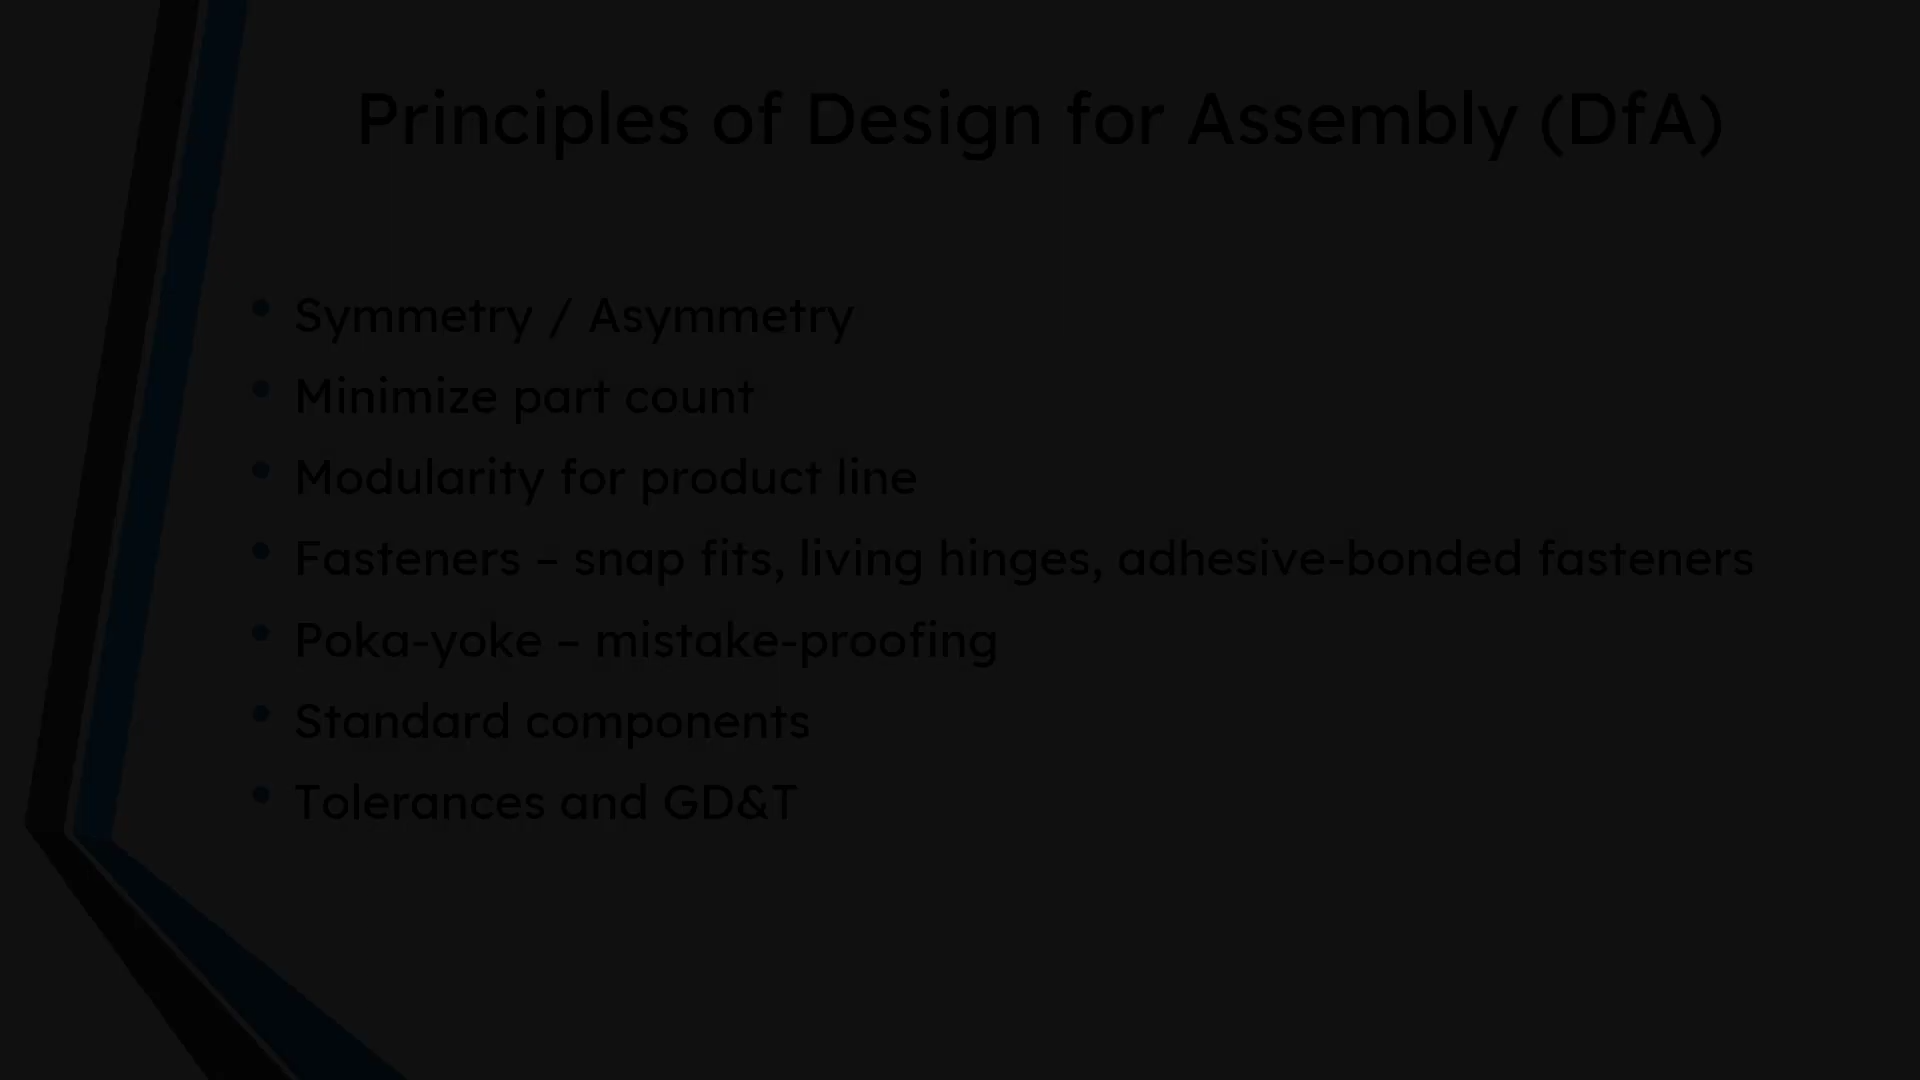 Principles of Design for Assembly (DfA)
• Symmetry / Asymmetry
• Minimize part count
• Modularity for product line
• Fasteners – snap fits, living hinges, adhesive-bonded fasteners
• Poka-yoke – mistake-proofing
• Standard components
• Tolerances and GD&T